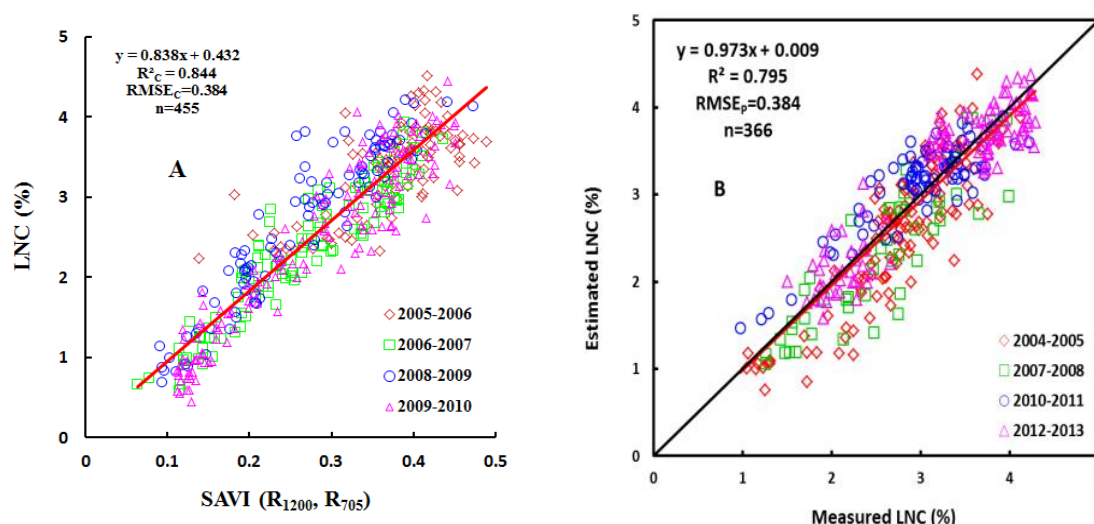 5
4
3
2
1
0
LNC (%)
y = 0.838x + 0.432
R²C = 0.844
RMSEC=0.384
n=455
A
2005-2006
2006-2007
2008-2009
2009-2010
0 0.1 0.2 0.3 0.4 0.5
SAVI (R1200, R705)
5
4
3
2
1
0
Estimated LNC (%)
y = 0.973x + 0.009
R² = 0.795
RMSEP=0.384
n=366
B
2004-2005
2007-2008
2010-2011
2012-2013
0 1 2 3 4
Measured LNC (%)